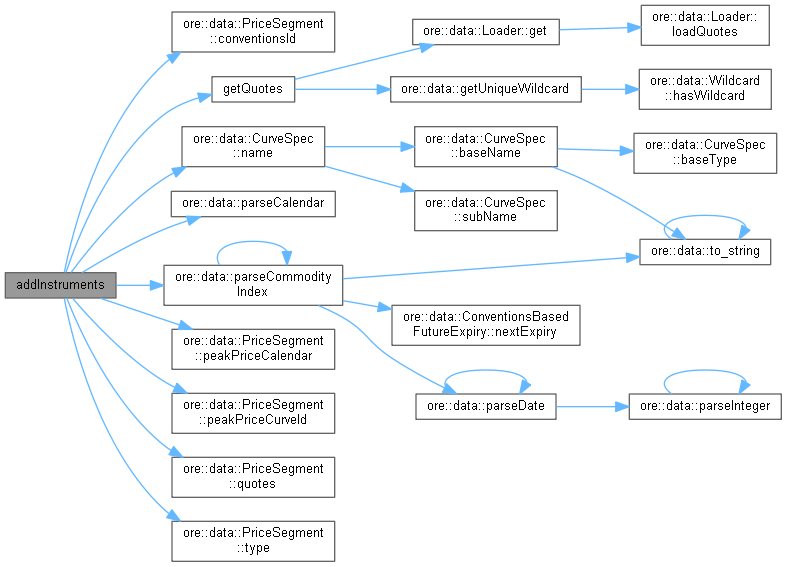 addInstruments
ore::data::PriceSegment
::conventionsId
getQuotes
ore::data::Loader::get
ore::data::Loader::
loadQuotes
ore::data::getUniqueWildcard
ore::data::Wildcard
::hasWildcard
ore::data::CurveSpec
::name
ore::data::CurveSpec
::baseName
ore::data::CurveSpec
::baseType
ore::data::CurveSpec
::subName
ore::data::to_string
ore::data::parseCalendar
ore::data::parseCommodity
Index
ore::data::ConventionsBased
FutureExpiry::nextExpiry
ore::data::parseDate
ore::data::parseInteger
ore::data::PriceSegment
::peakPriceCalendar
ore::data::PriceSegment
::peakPriceCurveId
ore::data::PriceSegment
::quotes
ore::data::PriceSegment
::type